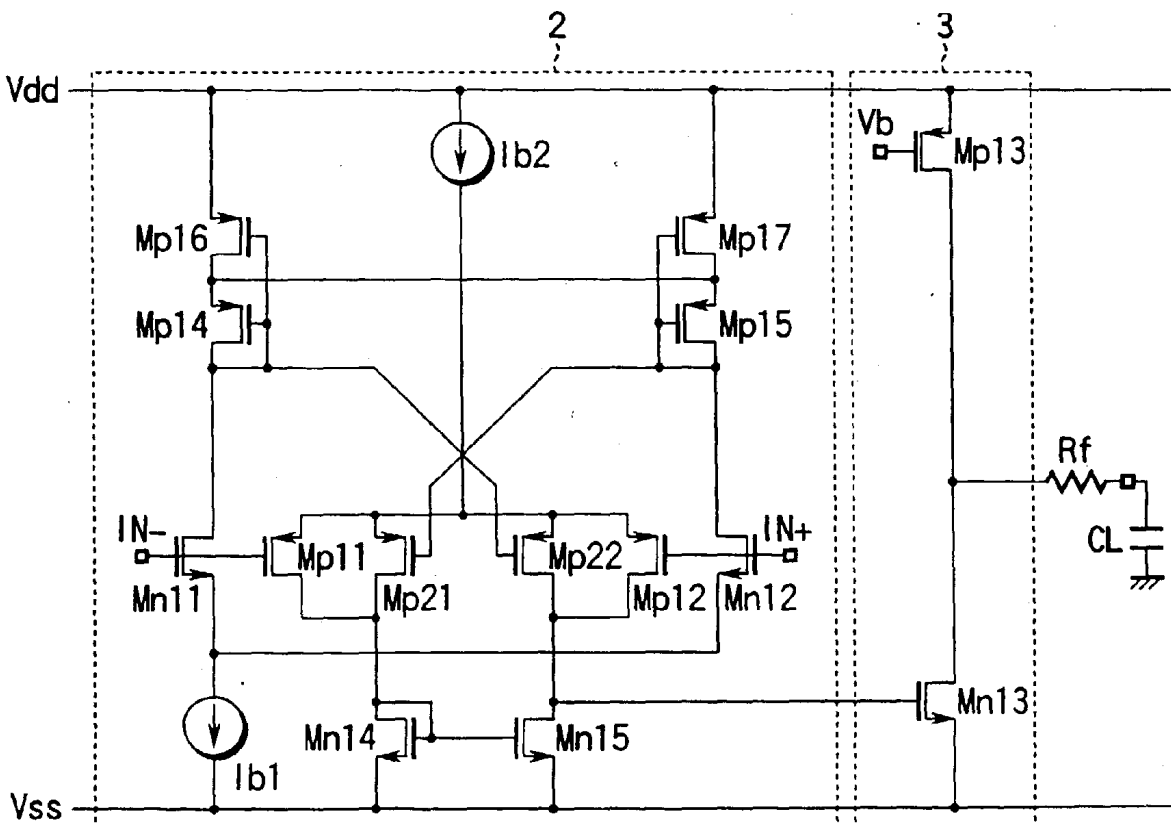 2
3
Vdd
Vb
Ib2
Mp13
Mp16
Mp17
Mp14
Mp15
Rf
IN-
IN+
Mp11
Mp22
CL
Mn11
Mp21
Mp12
Mn12
Mn14
Mn15
Mn13
Ib1
Vss